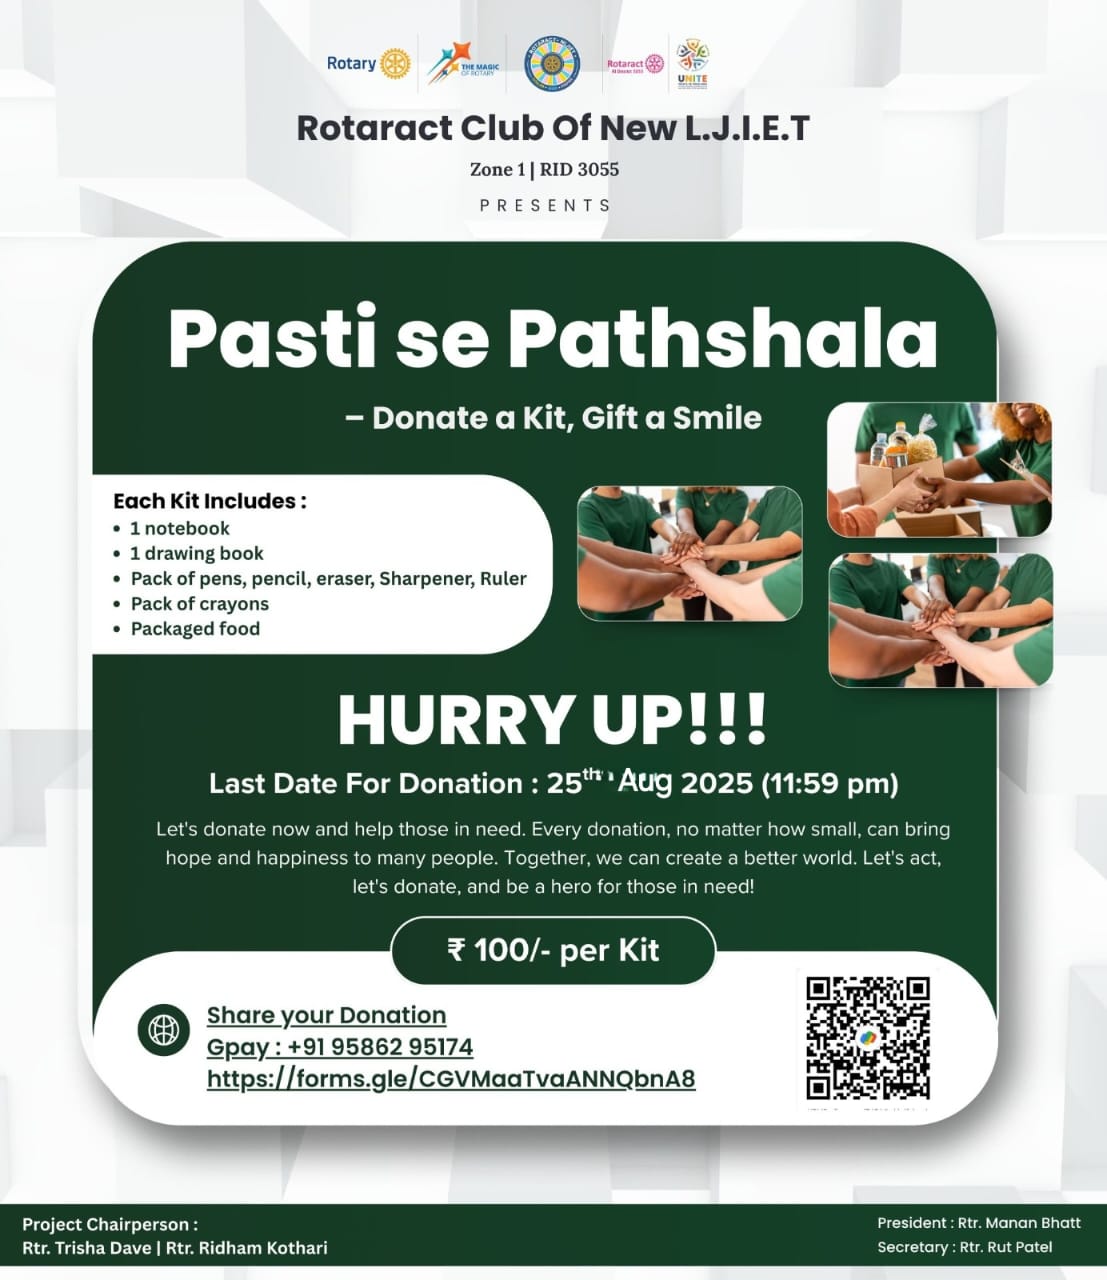 Rotary
THE MAGIC
OF ROTARY
ROTARACT
Rotaract
UNITE
Rotaract Club Of New L.J.I.E.T
Zone 1 | RID 3055
PRESENTS
Pasti se Pathshala
– Donate a Kit, Gift a Smile
Each Kit Includes :
• 1 notebook
• 1 drawing book
• Pack of pens, pencil, eraser, Sharpener, Ruler
• Pack of crayons
• Packaged food
HURRY UP!!!
Last Date For Donation : 25th Aug 2025 (11:59 pm)
Let's donate now and help those in need. Every donation, no matter how small, can bring
hope and happiness to many people. Together, we can create a better world. Let's act,
let's donate, and be a hero for those in need!
₹ 100/- per Kit
Share your Donation
Gpay : +91 95862 95174
https://forms.gle/CGVMaaTvaANNQbnA8
Project Chairperson :
Rtr. Trisha Dave | Rtr. Ridham Kothari
President : Rtr. Manan Bhatt
Secretary : Rtr. Rut Patel